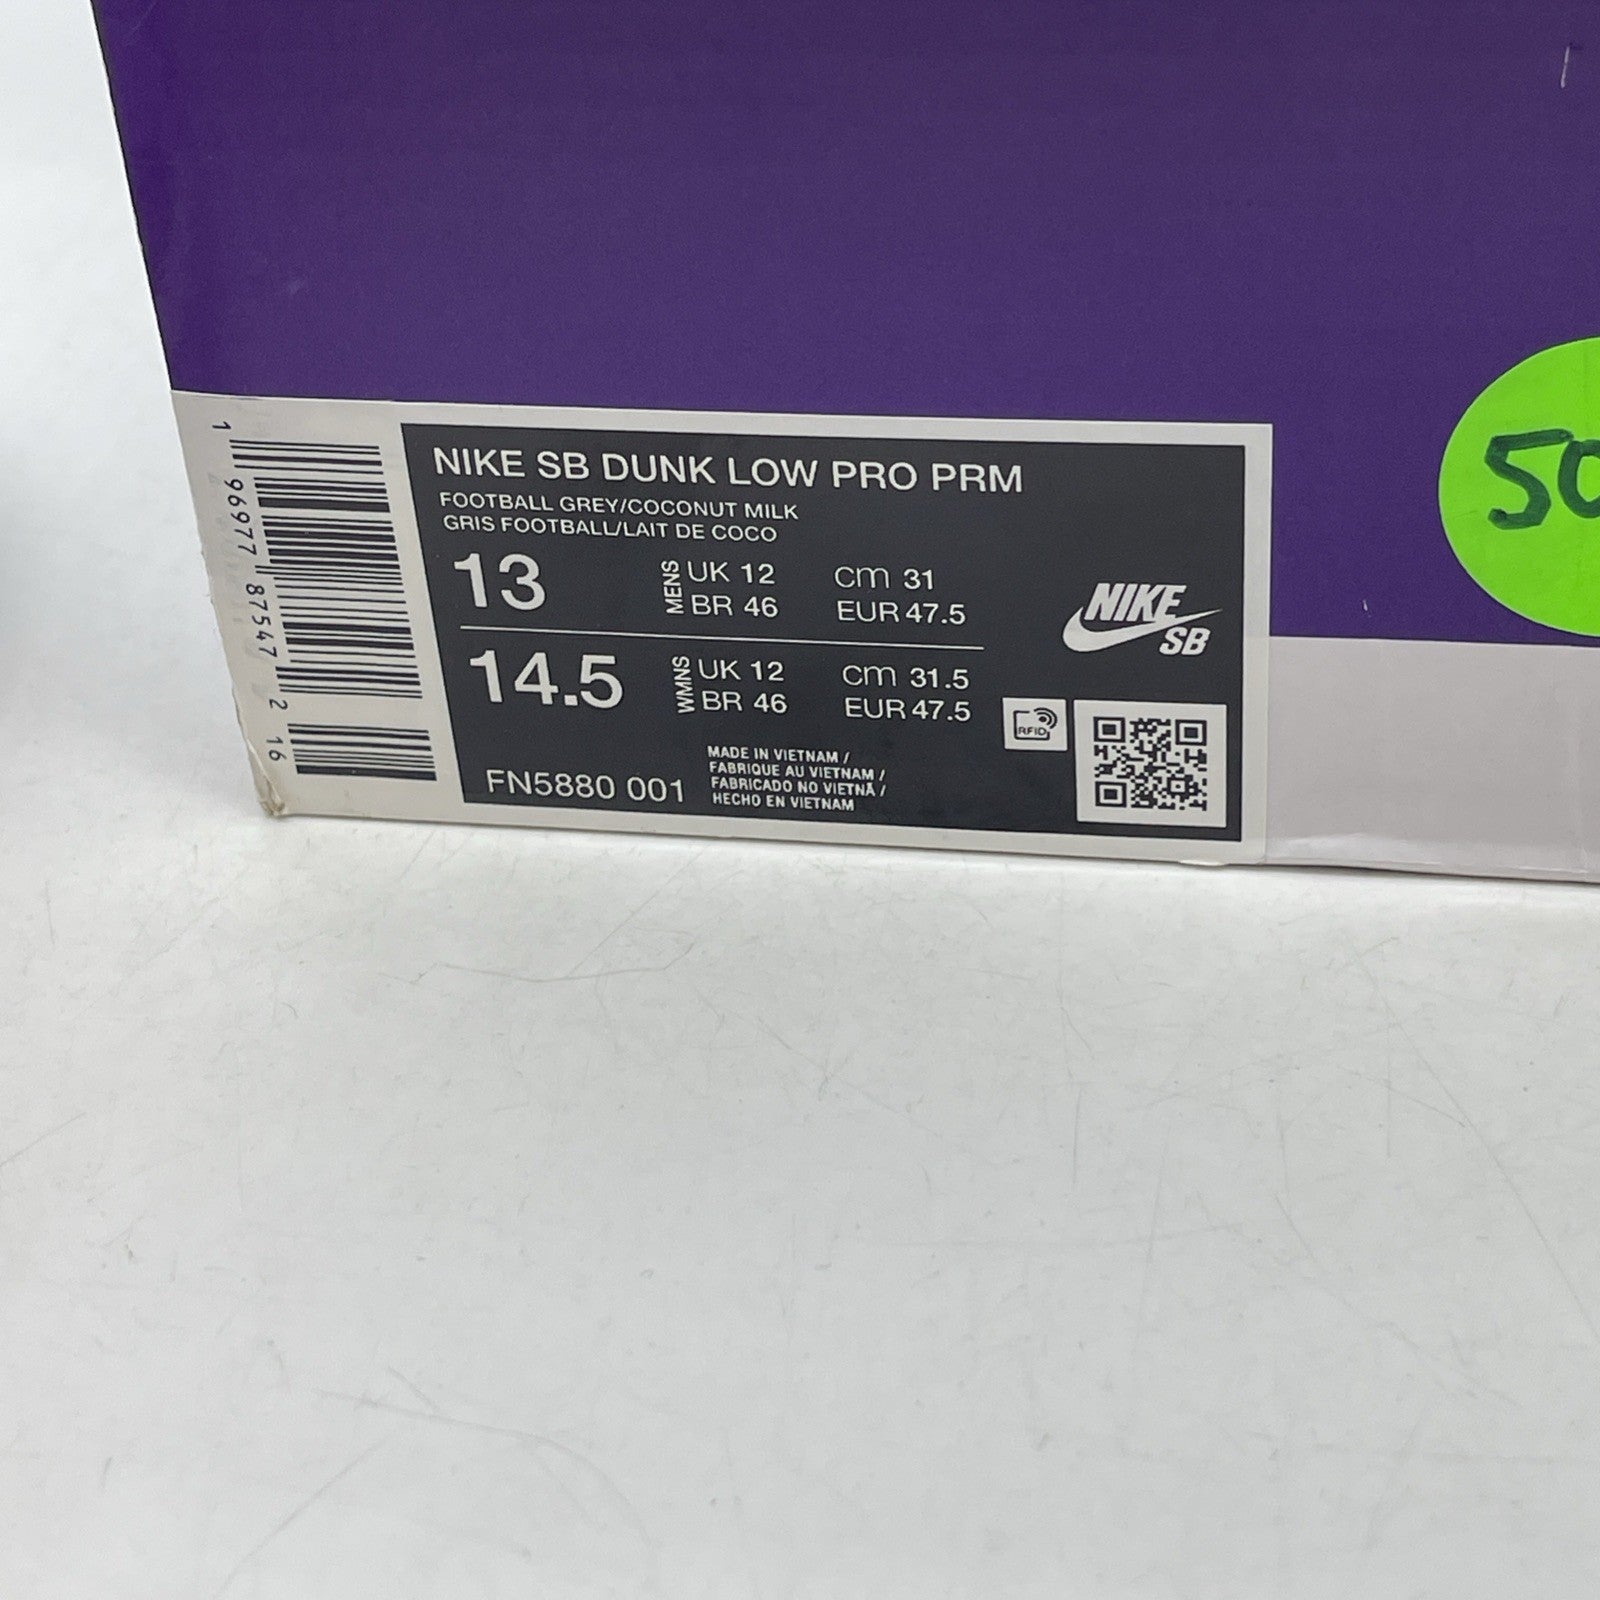 NIKE SB DUNK LOW PRO PRM
FOOTBALL GREY/COCONUT MILK
GRIS FOOTBALL/LAIT DE COCO
13 MENS UK 12 cm 31
BR 46 EUR 47.5
14.5 WMNS UK 12 cm 31.5
BR 46 EUR 47.5
FN5880 001
MADE IN VIETNAM /
FABRIQUE AU VIETNAM /
FABRICADO NO VIETNÃ /
HECHO EN VIETNAM
NIKE
SB
RFID
1 96977 87547 2 16
50